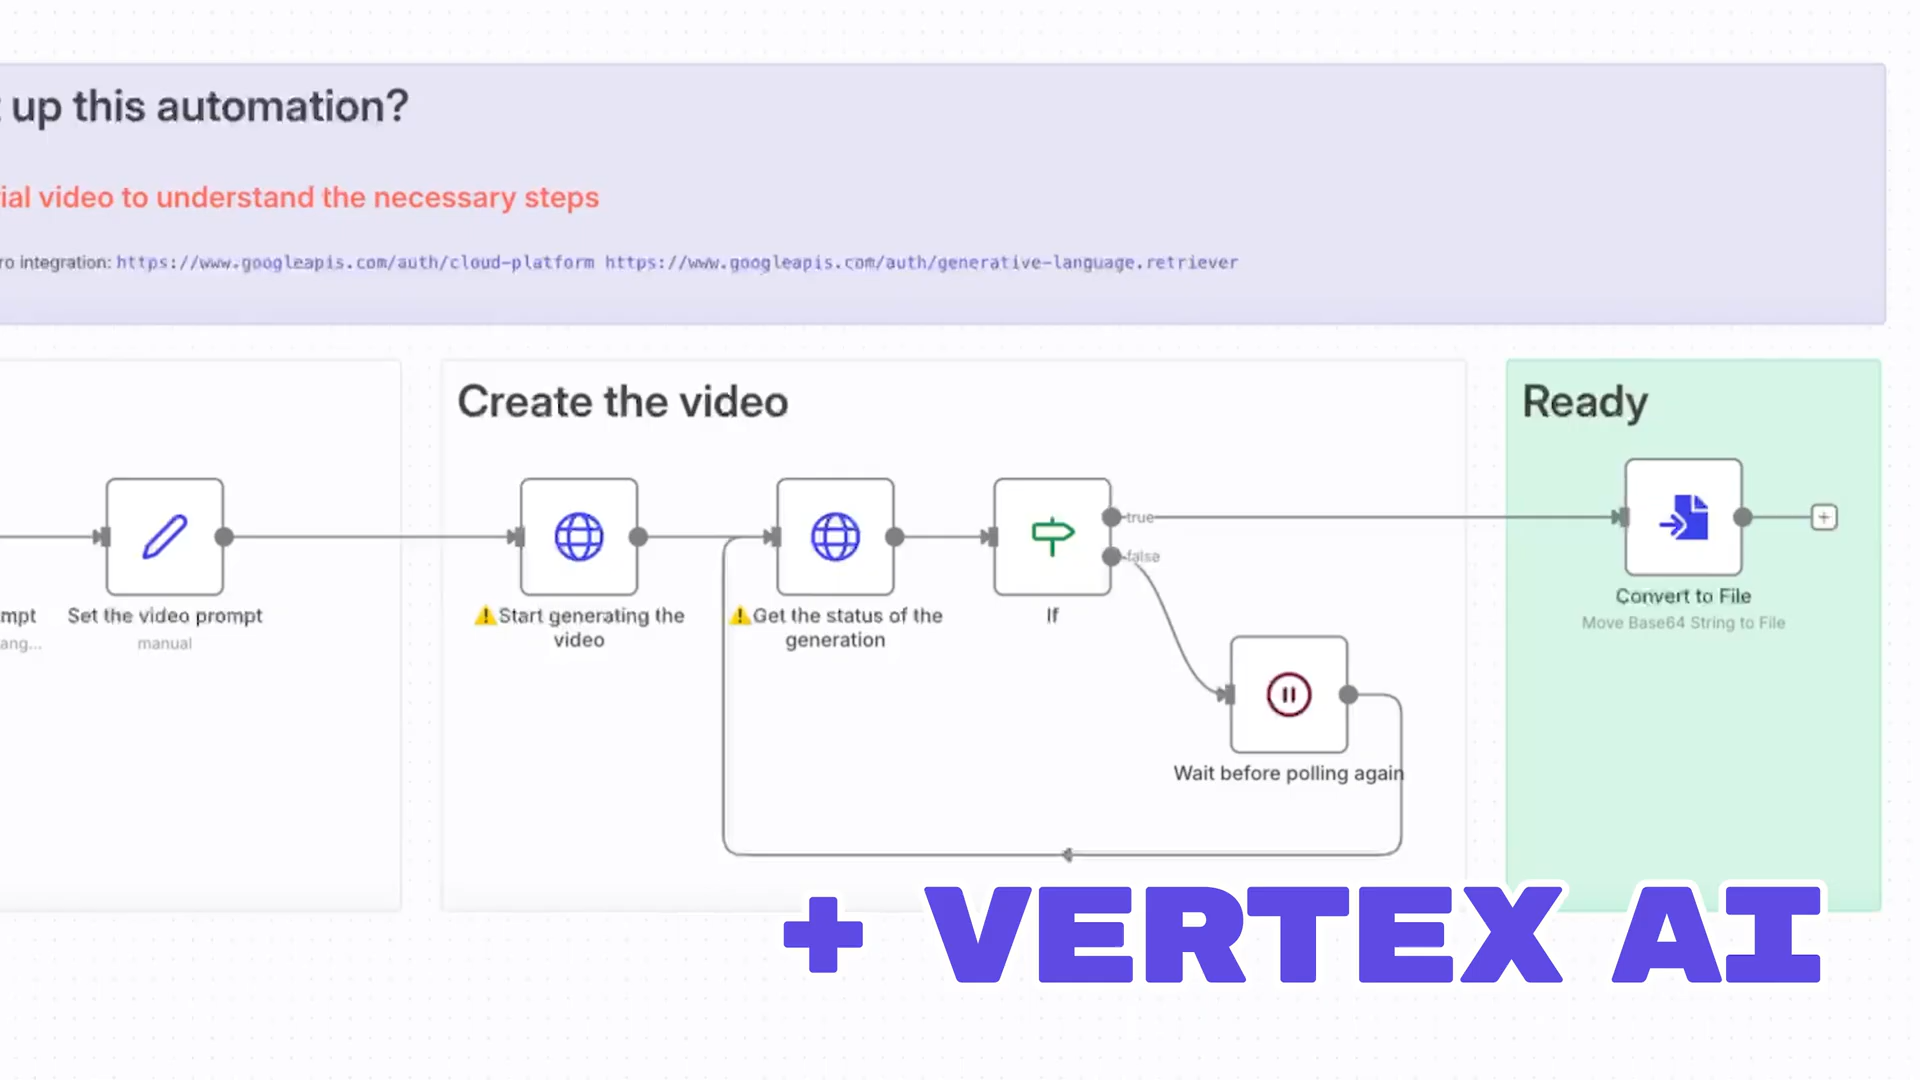 up this automation?
ial video to understand the necessary steps
ro integration: https://www.googleapis.com/auth/cloud-platform https://www.googleapis.com/auth/generative-language.retriever
Create the video
Ready
true
false
mpt
ang...
Set the video prompt
manual
⚠️Start generating the
video
⚠️Get the status of the
generation
If
Convert to File
Move Base64 String to File
Wait before polling again
+ VERTEX AI